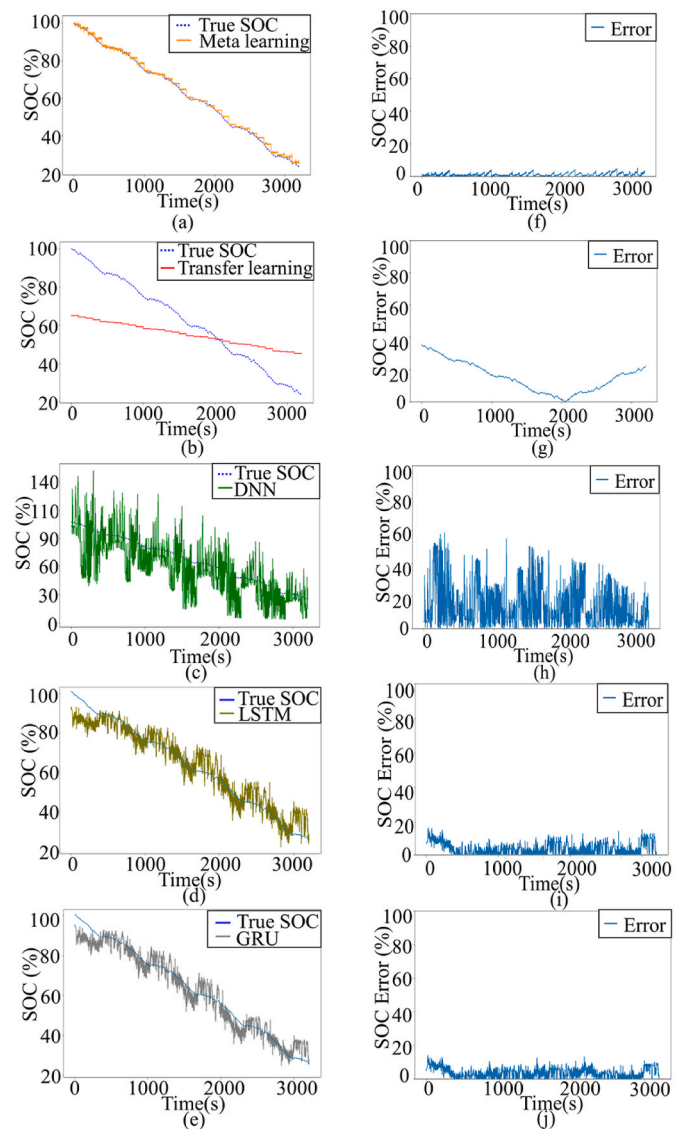 100
80
60
40
20
SOC (%)
True SOC
Meta learning
0 1000 2000 3000
Time(s)
(a)
100
80
60
40
20
0
SOC Error (%)
Error
0 1000 2000 3000
Time(s)
(f)
100
80
60
40
20
SOC (%)
True SOC
Transfer learning
0 1000 2000 3000
Time(s)
(b)
100
80
60
40
20
0
SOC Error (%)
Error
0 1000 2000 3000
Time(s)
(g)
140
110
90
60
30
0
SOC (%)
True SOC
DNN
0 1000 2000 3000
Time(s)
(c)
100
80
60
40
20
0
SOC Error (%)
Error
0 1000 2000 3000
Time(s)
(h)
100
80
60
40
20
SOC (%)
True SOC
LSTM
0 1000 2000 3000
Time(s)
(d)
100
80
60
40
20
0
SOC Error (%)
Error
0 1000 2000 3000
Time(s)
(i)
100
80
60
40
20
SOC (%)
True SOC
GRU
0 1000 2000 3000
Time(s)
(e)
100
80
60
40
20
0
SOC Error (%)
Error
0 1000 2000 3000
Time(s)
(j)